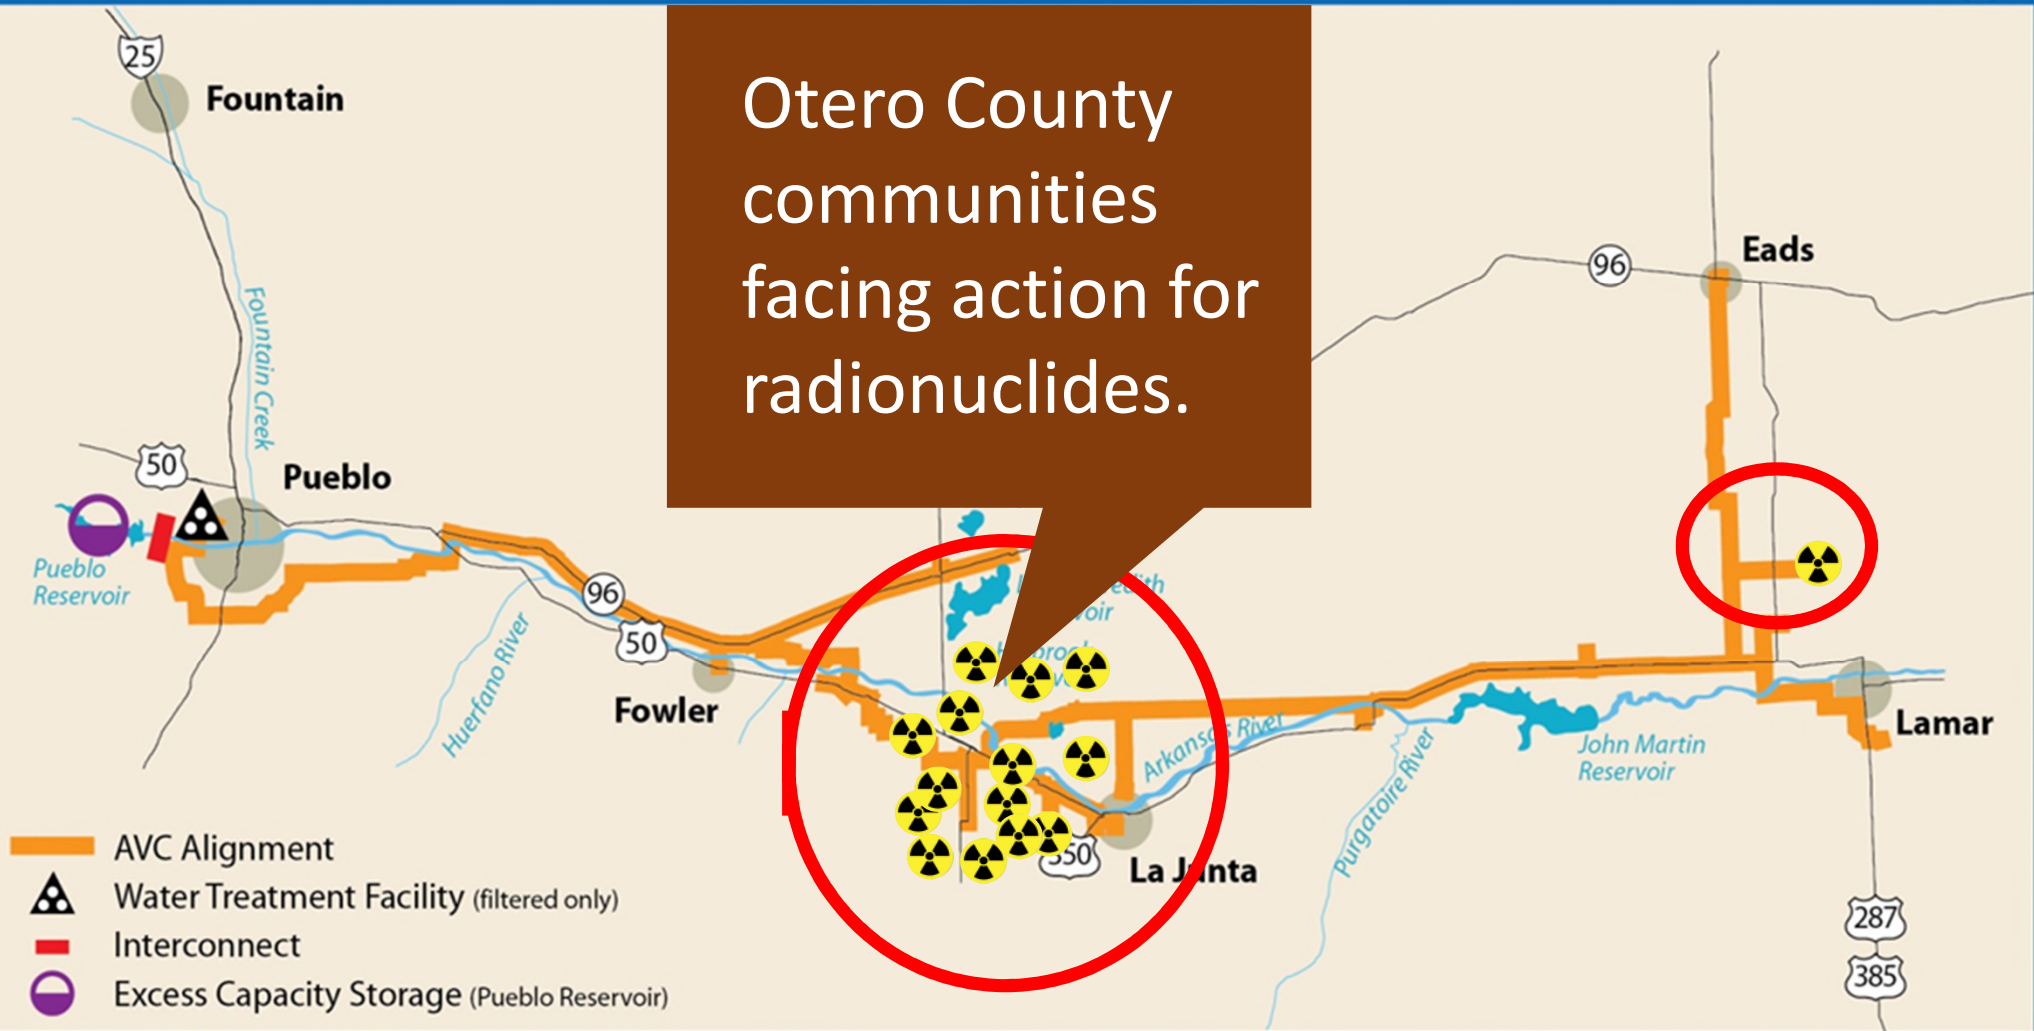 25
Fountain
Otero County
communities
facing action for
radionuclides.
96
Eads
Fountain Creek
50
Pueblo
Pueblo
Reservoir
96
50
Fowler
Huerfano River
Arkansas River
La Junta
350
Purgatoire River
John Martin
Reservoir
Lamar
287
385
AVC Alignment
Water Treatment Facility (filtered only)
Interconnect
Excess Capacity Storage (Pueblo Reservoir)